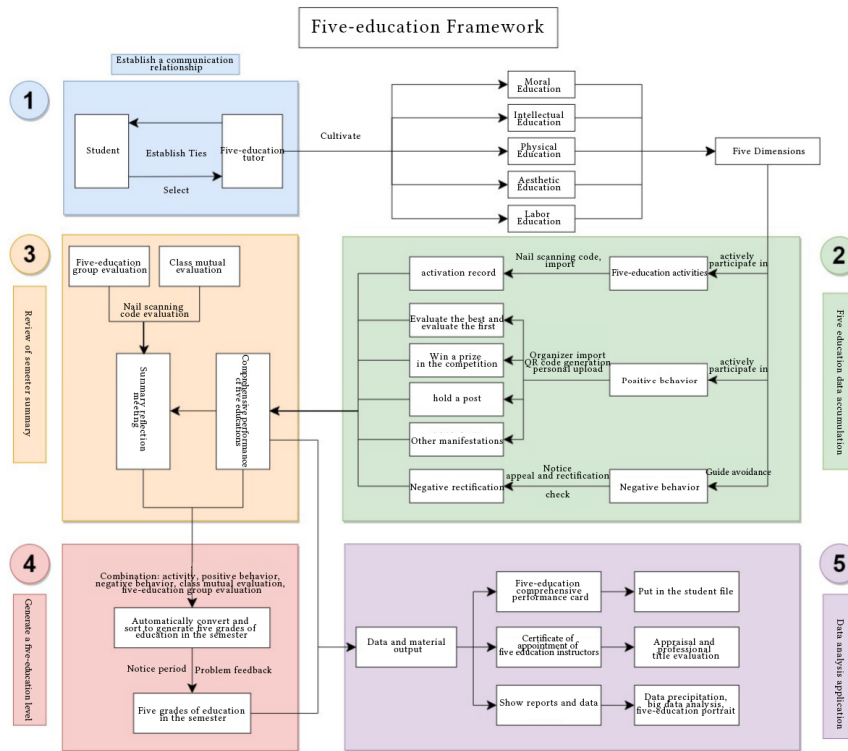 Five-education Framework
Establish a communication
relationship
1
Student
Establish Ties
Select
Five-education
tutor
Cultivate
Moral
Education
Intellectual
Education
Physical
Education
Aesthetic
Education
Labor
Education
Five Dimensions
3
Review of semester summary
Five-education
group evaluation
Class mutual
evaluation
Nail scanning
code evaluation
Summary reflection
meeting
Comprehensive performance
of five educations
2
Five education data accumulation
activation record
Nail scanning code,
import
Five-education activities
actively
participate in
Evaluate the best and
evaluate the first
Win a prize
in the competition
hold a post
Other manifestations
Organizer import
QR code generation
personal upload
Positive behavior
actively
participate in
Negative rectification
Notice
appeal and rectification
check
Negative behavior
Guide avoidance
4
Generate a five-education level
Combination: activity, positive behavior,
negative behavior, class mutual evaluation,
five-education group evaluation
Automatically convert and
sort to generate five grades of
education in the semester
Notice period
Problem feedback
Five grades of education
in the semester
5
Data analysis application
Data and material
output
Five-education
comprehensive
performance card
Put in the student file
Certificate of
appointment of
five education instructors
Appraisal and
professional
title evaluation
Show reports and data
Data precipitation,
big data analysis,
five-education portrait